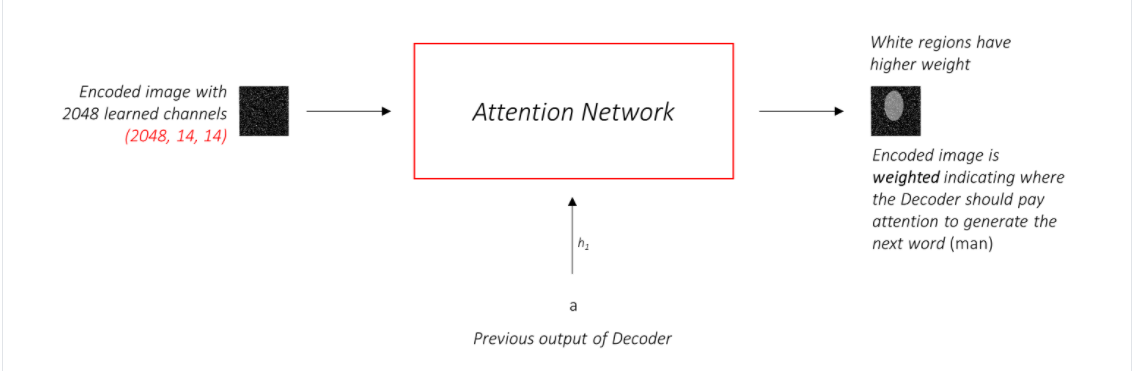 Encoded image with
2048 learned channels
(2048, 14, 14)
Attention Network
White regions have
higher weight
Encoded image is
weighted indicating where
the Decoder should pay
attention to generate the
next word (man)
h₁
a
Previous output of Decoder